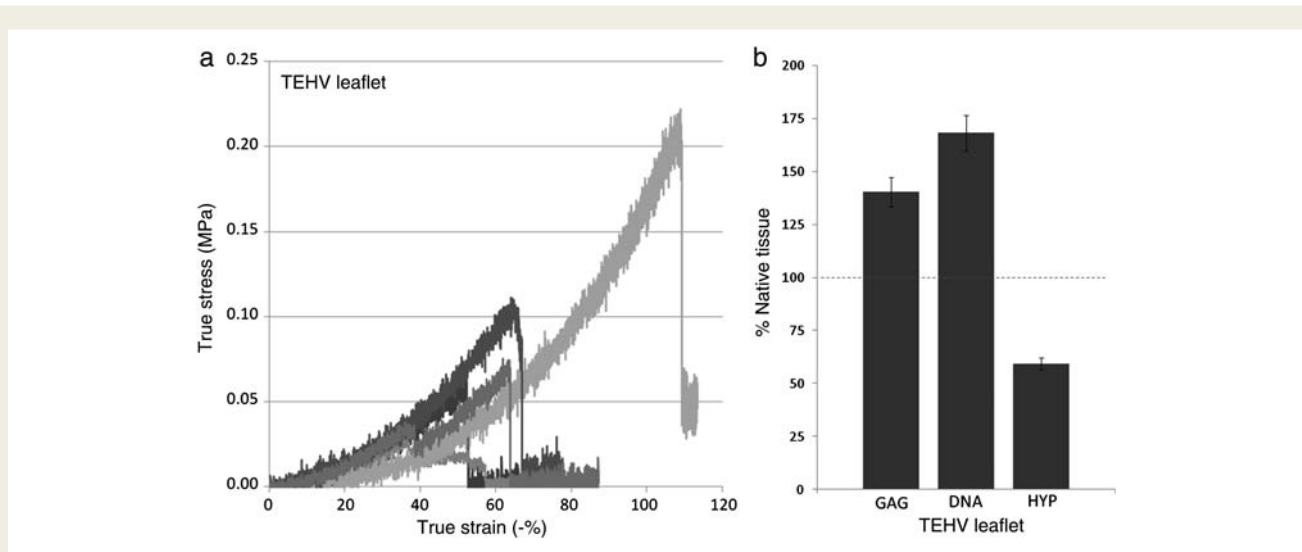 a
TEHV leaflet
True stress (MPa)
0.25
0.20
0.15
0.10
0.05
0.00
0 20 40 60 80 100 120
True strain (-%)
b
% Native tissue
200
175
150
125
100
75
50
25
0
GAG DNA HYP
TEHV leaflet